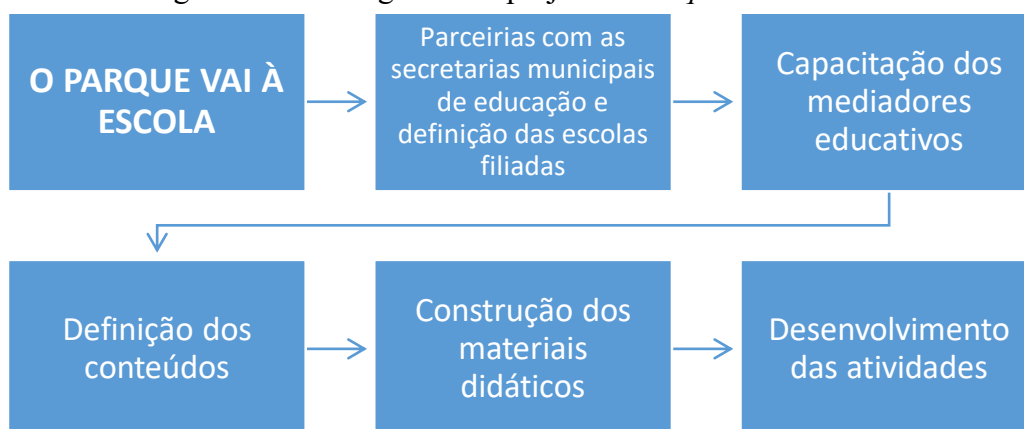 O PARQUE VAI À
ESCOLA
Parceirias com as
secretarias municipais
de educação e
definição das escolas
filiadas
Capacitação dos
mediadores
educativos
Definição dos
conteúdos
Construção dos
materiais
didáticos
Desenvolvimento
das atividades